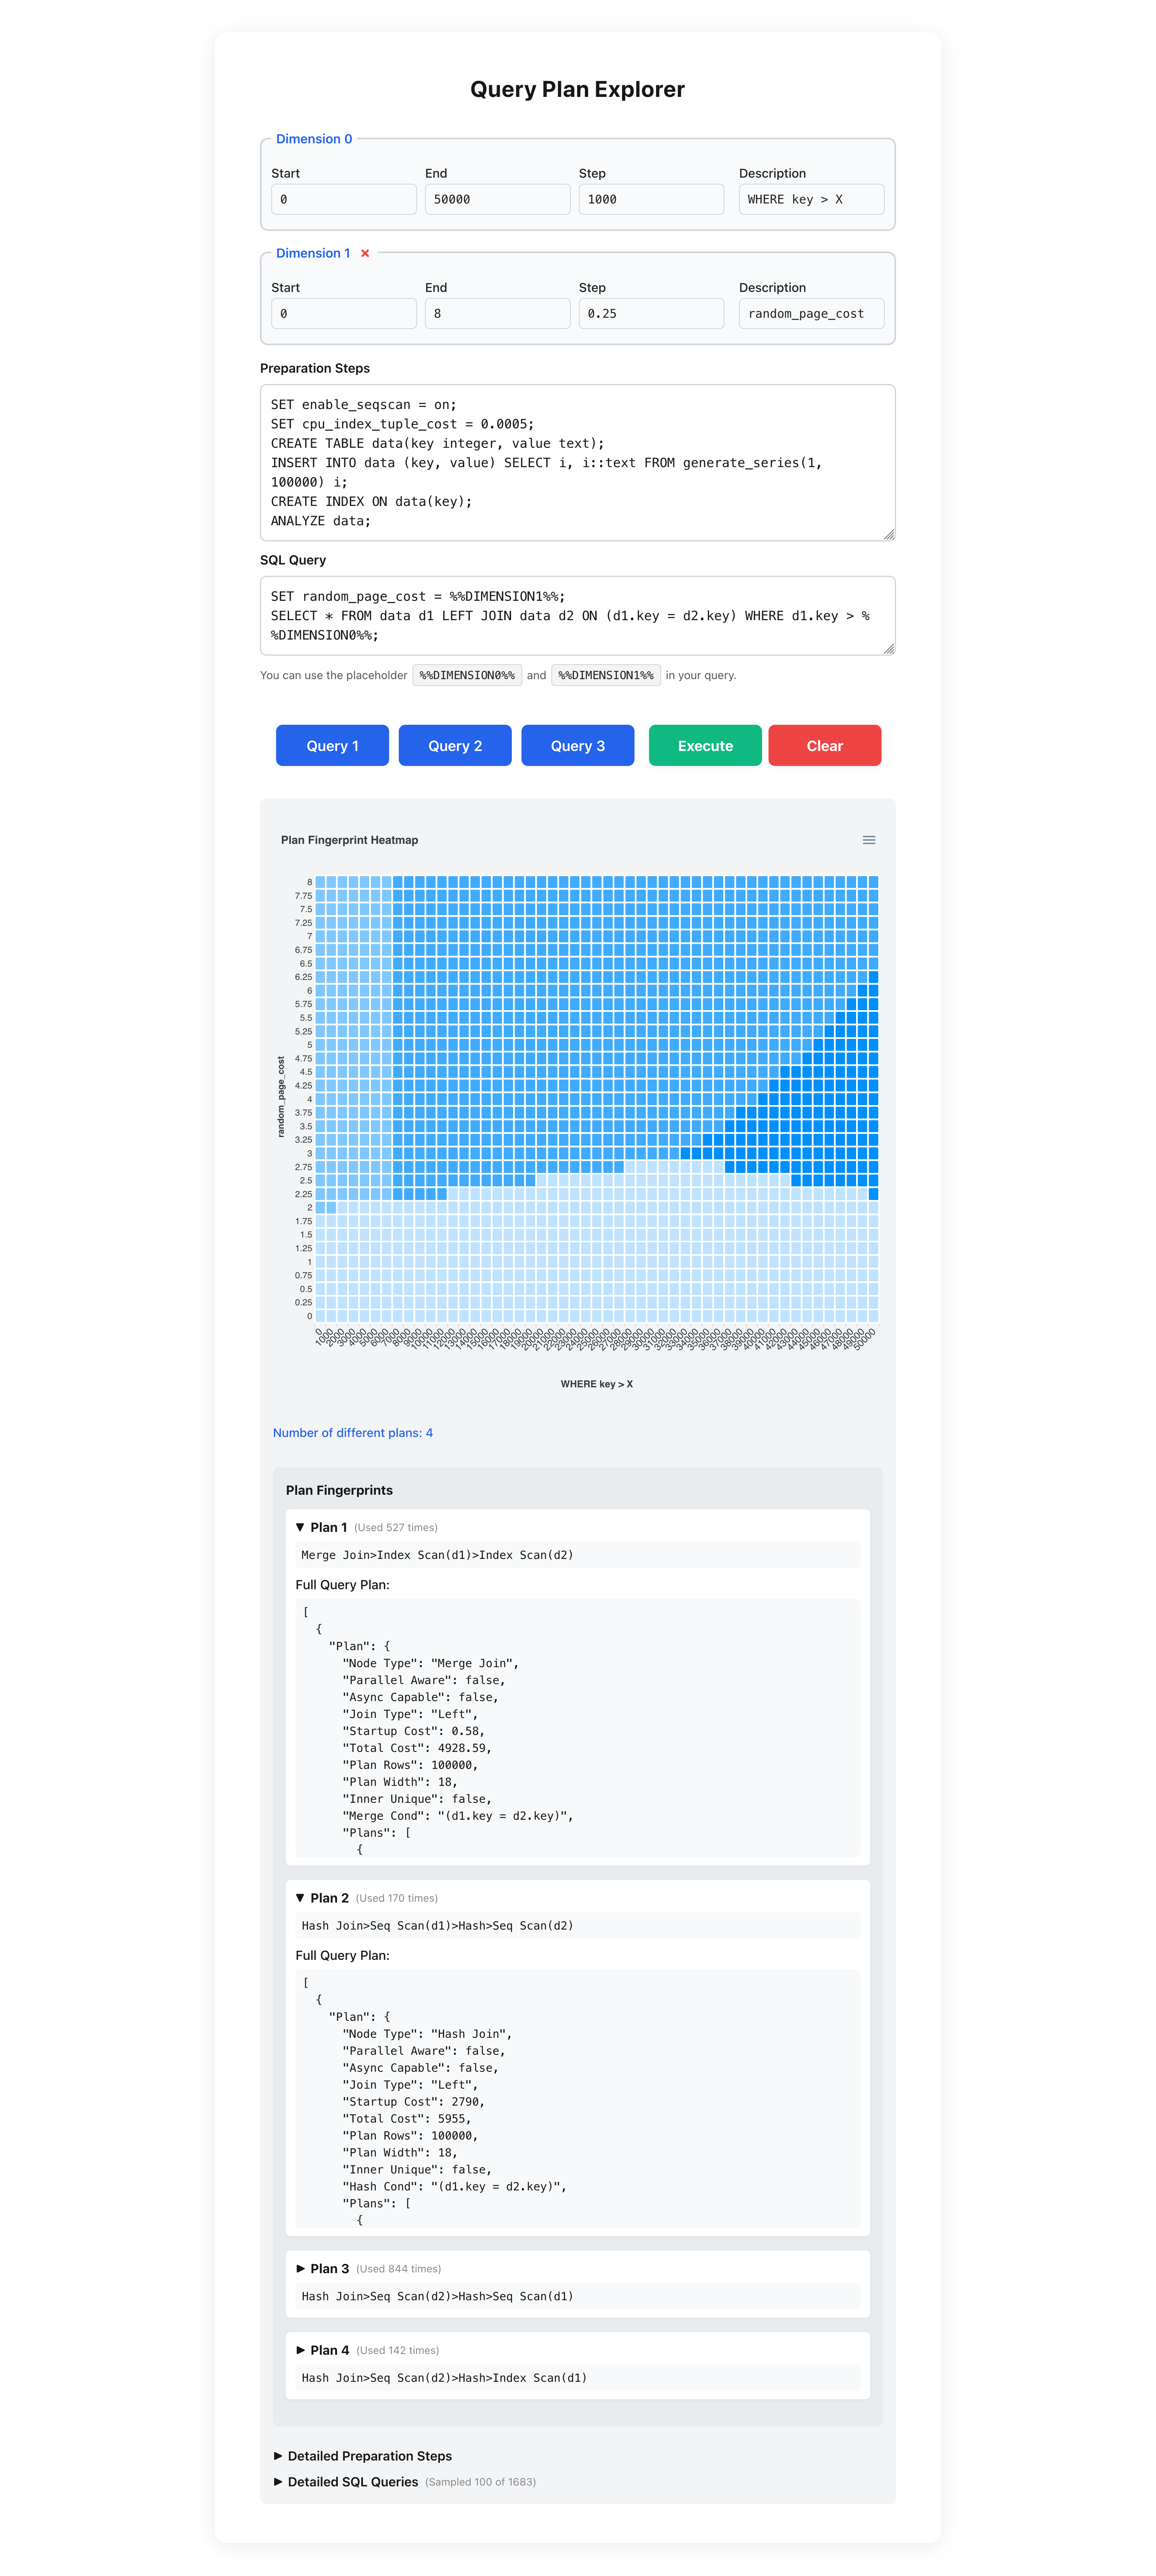 Query Plan Explorer
Dimension 0
Start
End
Step
Description
0
50000
1000
WHERE key > X
Dimension 1 ×
Start
End
Step
Description
0
8
0.25
random_page_cost
Preparation Steps
SET enable_seqscan = on;
SET cpu_index_tuple_cost = 0.0005;
CREATE TABLE data(key integer, value text);
INSERT INTO data (key, value) SELECT i, i::text FROM generate_series(1,
100000) i;
CREATE INDEX ON data(key);
ANALYZE data;
SQL Query
SET random_page_cost = %%DIMENSION1%%;
SELECT * FROM data d1 LEFT JOIN data d2 ON (d1.key = d2.key) WHERE d1.key > %
%DIMENSION0%%;
You can use the placeholder %%DIMENSION0%% and %%DIMENSION1%% in your query.
Query 1
Query 2
Query 3
Execute
Clear
Plan Fingerprint Heatmap
random_page_cost
8
7.75
7.5
7.25
7
6.75
6.5
6.25
6
5.75
5.5
5.25
5
4.75
4.5
4.25
4
3.75
3.5
3.25
3
2.75
2.5
2.25
2
1.75
1.5
1.25
1
0.75
0.5
0.25
0
0
1000
2000
3000
4000
5000
6000
7000
8000
9000
10000
11000
12000
13000
14000
15000
16000
17000
18000
19000
20000
21000
22000
23000
24000
25000
26000
27000
28000
29000
30000
31000
32000
33000
34000
35000
36000
37000
38000
39000
40000
41000
42000
43000
44000
45000
46000
47000
48000
49000
50000
WHERE key > X
Number of different plans: 4
Plan Fingerprints
Plan 1 (Used 527 times)
Merge Join>Index Scan(d1)>Index Scan(d2)
Full Query Plan:
[
{
"Plan": {
"Node Type": "Merge Join",
"Parallel Aware": false,
"Async Capable": false,
"Join Type": "Left",
"Startup Cost": 0.58,
"Total Cost": 4928.59,
"Plan Rows": 100000,
"Plan Width": 18,
"Inner Unique": false,
"Merge Cond": "(d1.key = d2.key)",
"Plans": [
{
Plan 2 (Used 170 times)
Hash Join>Seq Scan(d1)>Hash>Seq Scan(d2)
Full Query Plan:
[
{
"Plan": {
"Node Type": "Hash Join",
"Parallel Aware": false,
"Async Capable": false,
"Join Type": "Left",
"Startup Cost": 2790,
"Total Cost": 5955,
"Plan Rows": 100000,
"Plan Width": 18,
"Inner Unique": false,
"Hash Cond": "(d1.key = d2.key)",
"Plans": [
{
Plan 3 (Used 844 times)
Hash Join>Seq Scan(d2)>Hash>Seq Scan(d1)
Plan 4 (Used 142 times)
Hash Join>Seq Scan(d2)>Hash>Index Scan(d1)
Detailed Preparation Steps
Detailed SQL Queries (Sampled 100 of 1683)